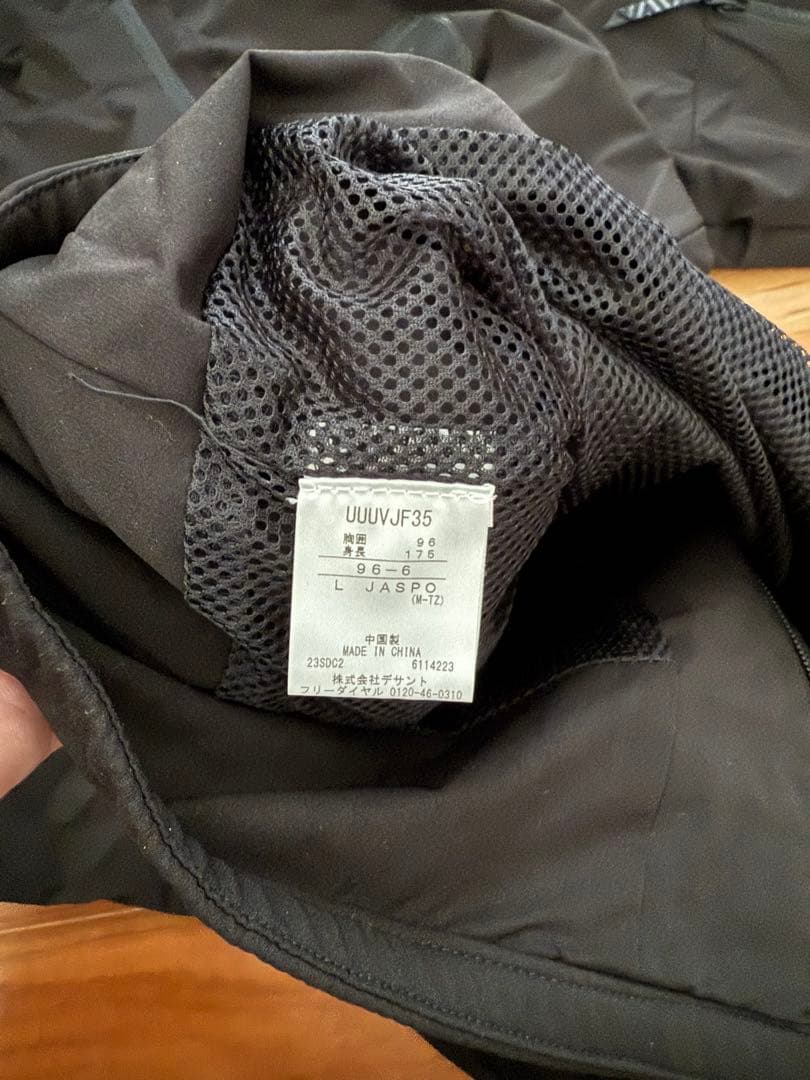 UUUVJF35
胸囲 96
身長 175
96-6
L JASPO
(M-TZ)
中国製
MADE IN CHINA
23SDC2 6114223
株式会社デサント
フリーダイヤル 0120-46-0310